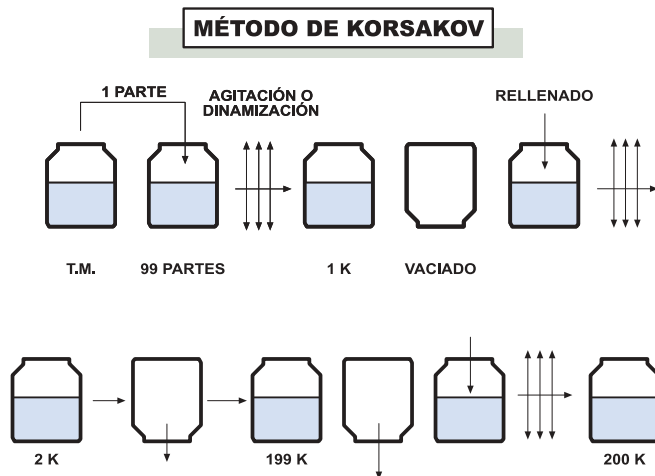 MÉTODO DE KORSAKOV
1 PARTE
AGITACIÓN O
DINAMIZACIÓN
RELLENADO
T.M.
99 PARTES
1 K
VACIADO
2 K
199 K
200 K